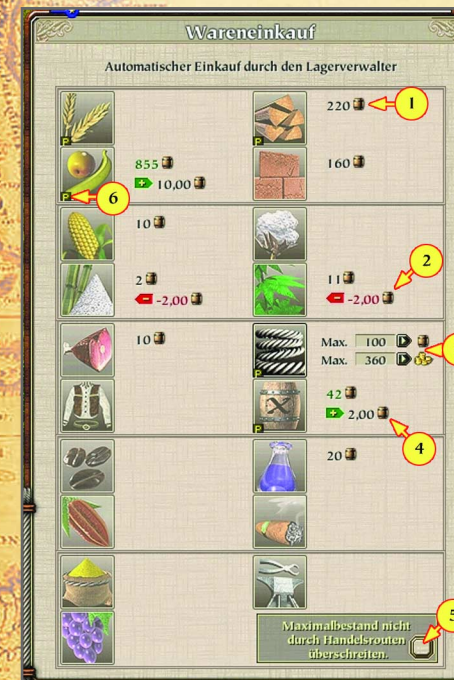 Wareneinkauf
Automatischer Einkauf durch den Lagerverwalter
P
220
1
P
855
+ 10,00
6
160
10
2
- -2,00
11
- -2,00
2
10
P
Max. 100
Max. 360
P
42
+ 2,00
4
20
Maximalbestand nicht
durch Handelsrouten
überschreiten.
5